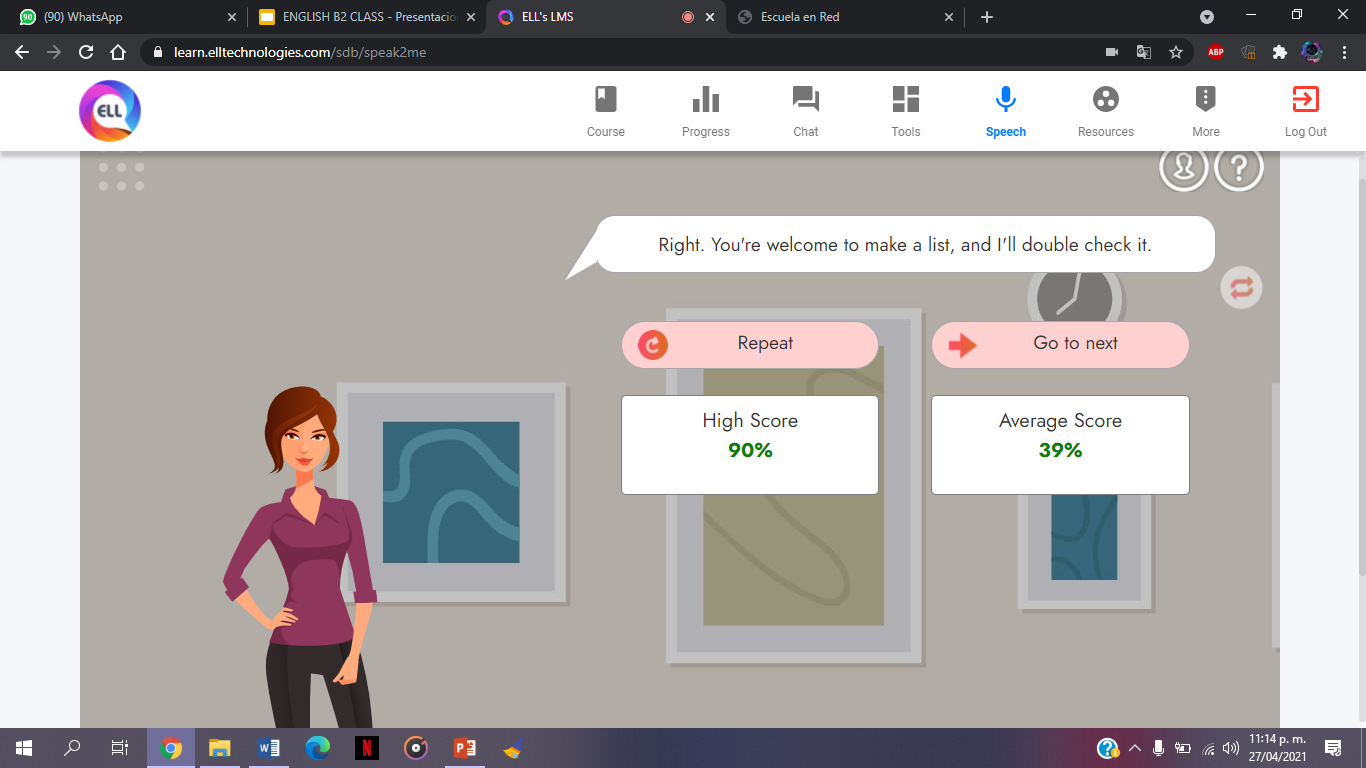 (90) WhatsApp
ENGLISH B2 CLASS - Presentacio
ELL's LMS
Escuela en Red
learn.elltechnologies.com/sdb/speak2me
ABP
ELL
Course
Progress
Chat
Tools
Speech
Resources
More
Log Out
Right. You're welcome to make a list, and I'll double check it.
Repeat
Go to next
High Score
90%
Average Score
39%
11:14 p. m.
27/04/2021